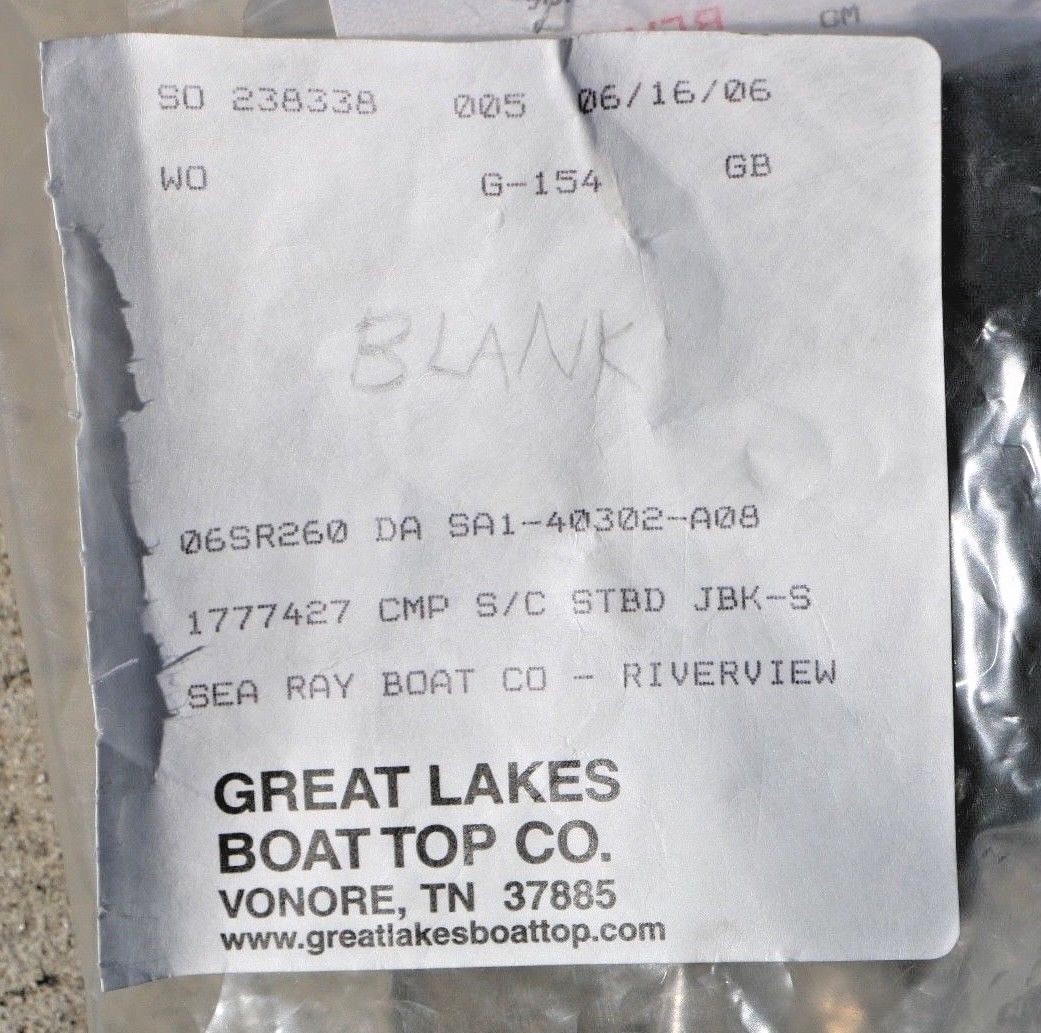 GM
SO 238338 005 06/16/06
WO G-154 GB
BLANK
06SR260 DA SA1-40302-A08
1777427 CMP S/C STBD JBK-S
SEA RAY BOAT CO - RIVERVIEW
GREAT LAKES
BOAT TOP CO.
VONORE, TN 37885
www.greatlakesboattop.com